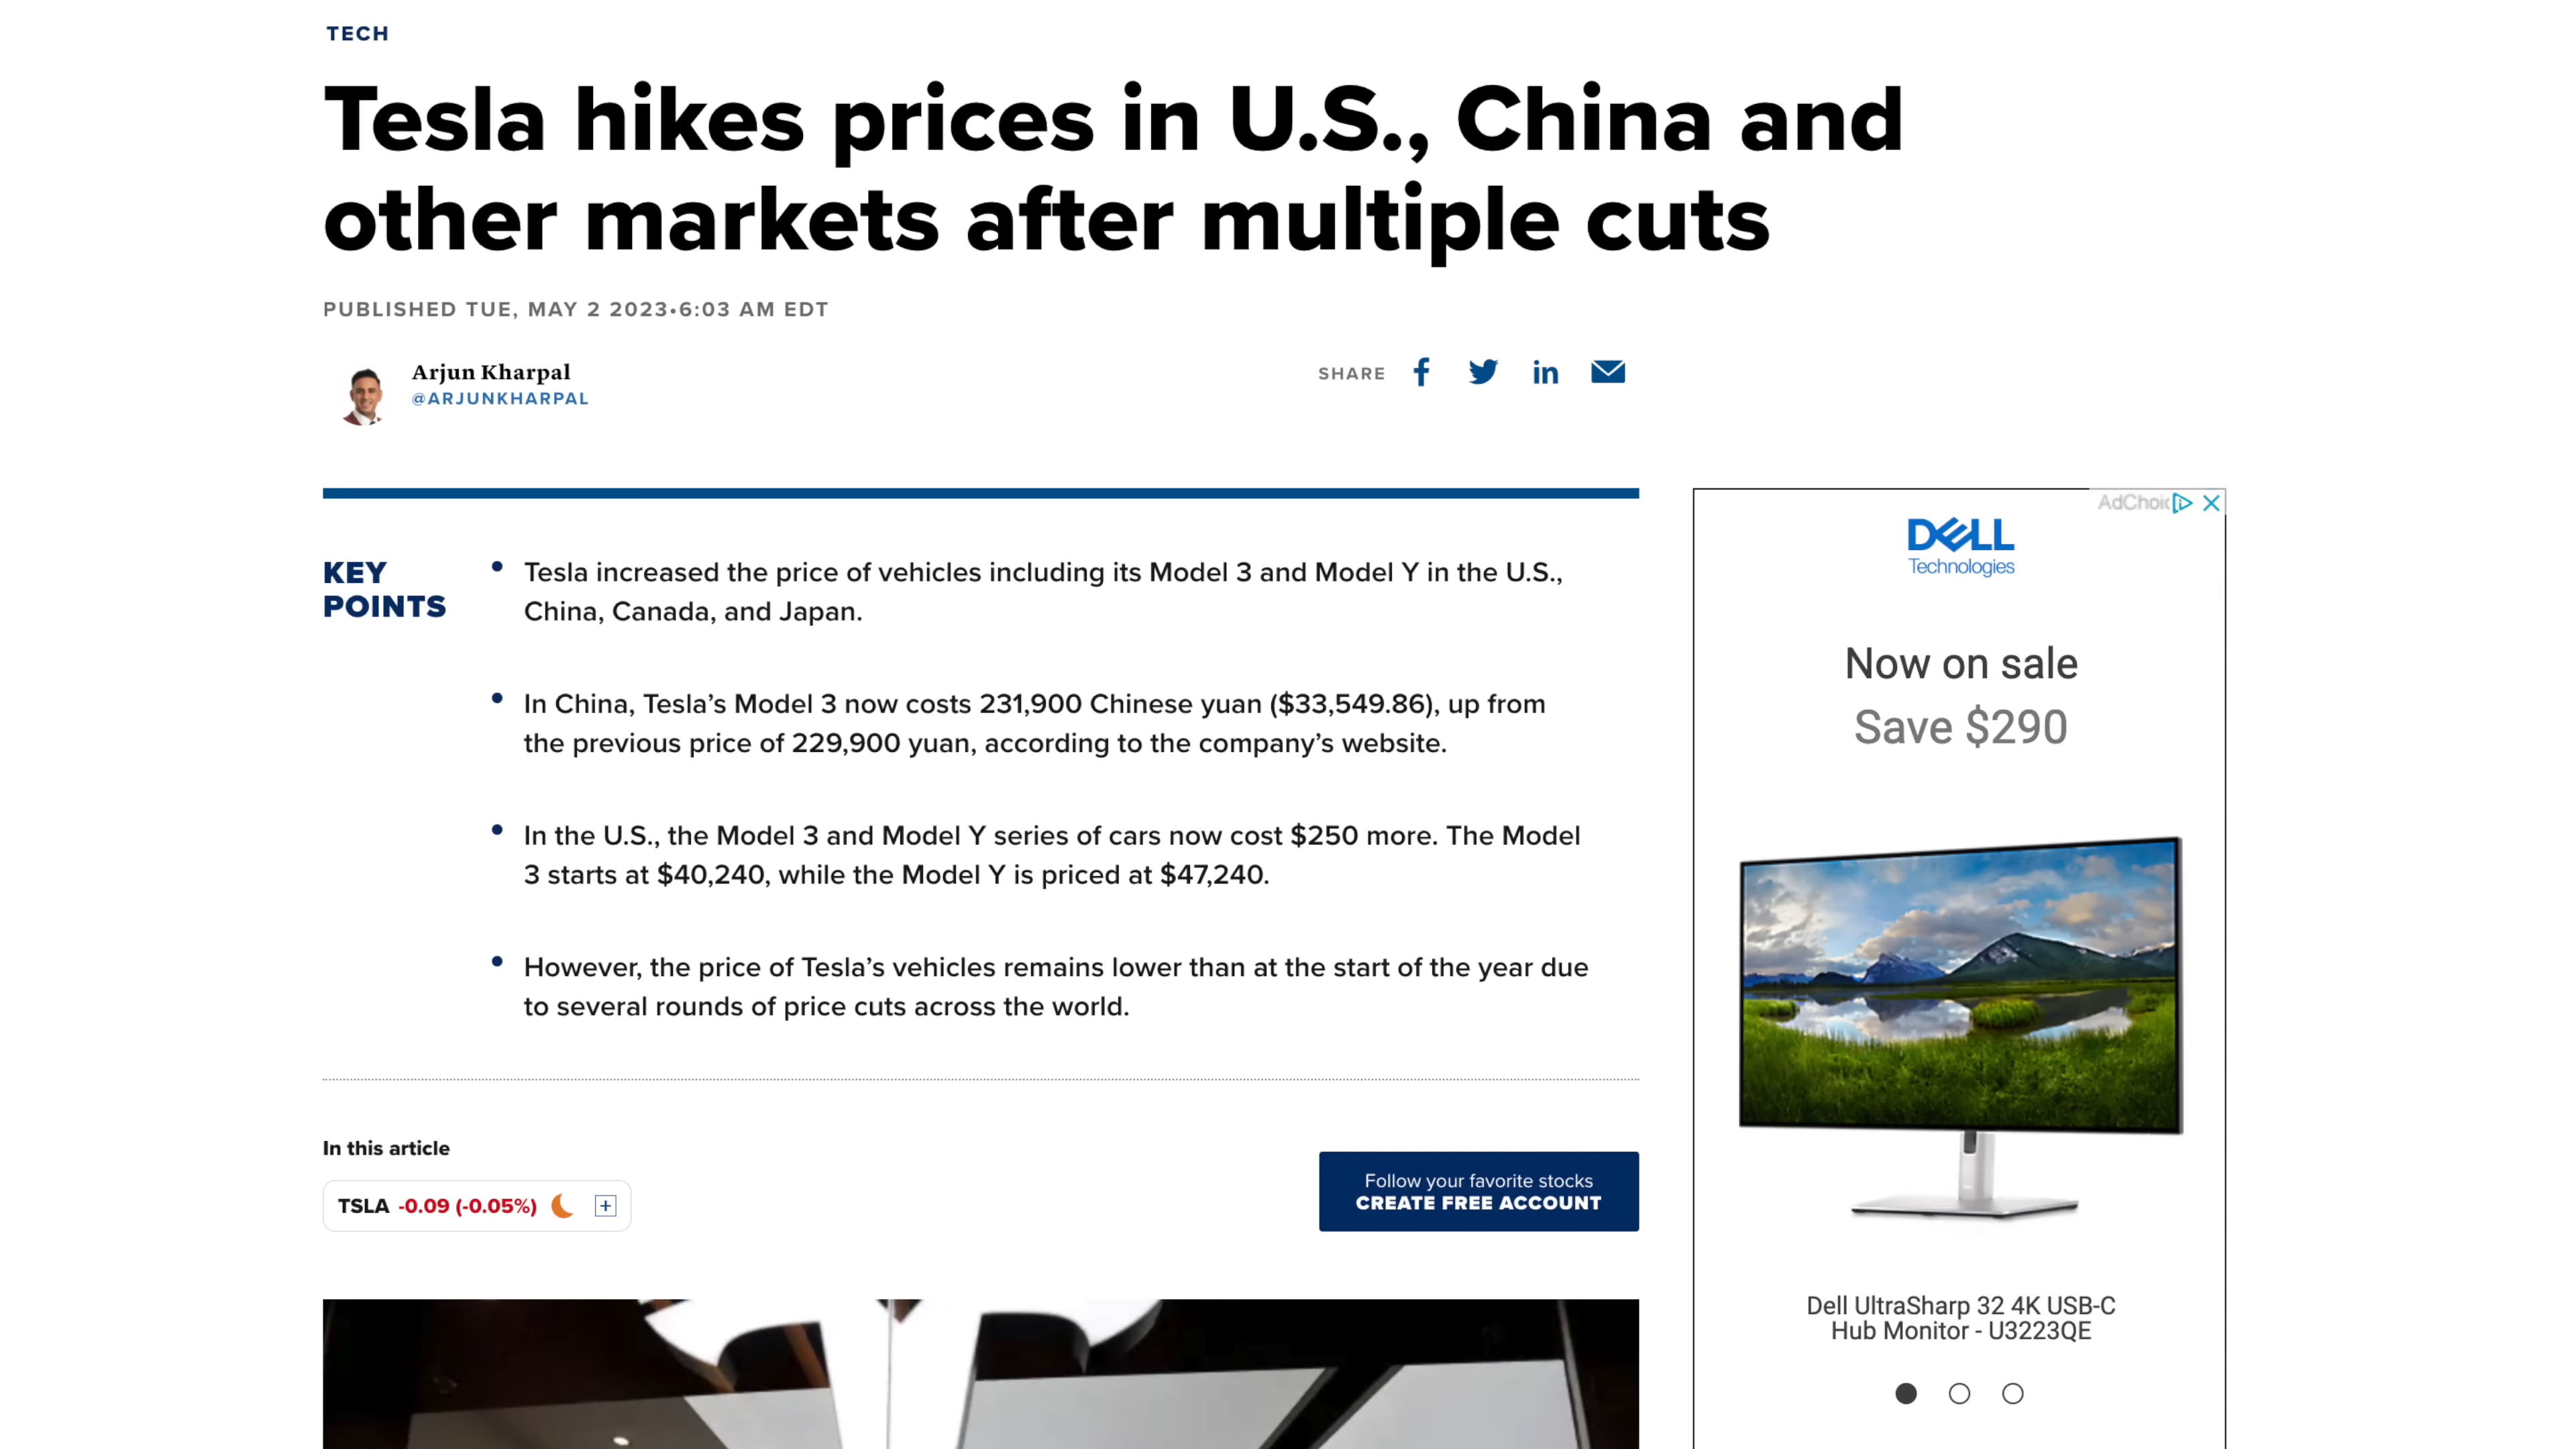 TECH
Tesla hikes prices in U.S., China and
other markets after multiple cuts
PUBLISHED TUE, MAY 2 2023•6:03 AM EDT
Arjun Kharpal
@ARJUNKHARPAL
SHARE
KEY
POINTS
• Tesla increased the price of vehicles including its Model 3 and Model Y in the U.S.,
China, Canada, and Japan.
• In China, Tesla’s Model 3 now costs 231,900 Chinese yuan ($33,549.86), up from
the previous price of 229,900 yuan, according to the company’s website.
• In the U.S., the Model 3 and Model Y series of cars now cost $250 more. The Model
3 starts at $40,240, while the Model Y is priced at $47,240.
• However, the price of Tesla’s vehicles remains lower than at the start of the year due
to several rounds of price cuts across the world.
In this article
TSLA -0.09 (-0.05%)
Follow your favorite stocks
CREATE FREE ACCOUNT
AdChoic
DELL
Technologies
Now on sale
Save $290
Dell UltraSharp 32 4K USB-C
Hub Monitor - U3223QE